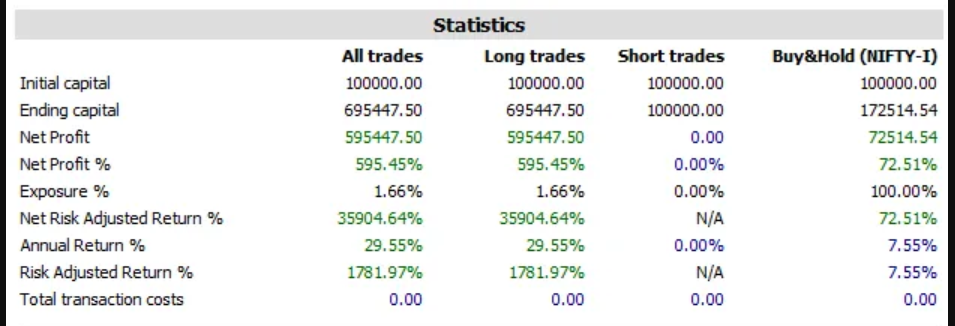 Statistics
All trades Long trades Short trades Buy&Hold (NIFTY-I)
Initial capital 100000.00 100000.00 100000.00 100000.00
Ending capital 695447.50 695447.50 100000.00 172514.54
Net Profit 595447.50 595447.50 0.00 72514.54
Net Profit % 595.45% 595.45% 0.00% 72.51%
Exposure % 1.66% 1.66% 0.00% 100.00%
Net Risk Adjusted Return % 35904.64% 35904.64% N/A 72.51%
Annual Return % 29.55% 29.55% 0.00% 7.55%
Risk Adjusted Return % 1781.97% 1781.97% N/A 7.55%
Total transaction costs 0.00 0.00 0.00 0.00